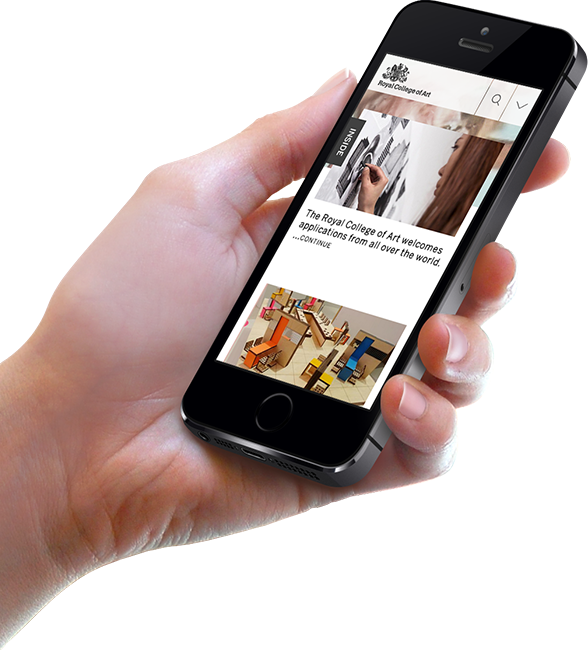 Royal College of Art
INSIDE
The Royal College of Art welcomes
applications from all over the world.
...CONTINUE